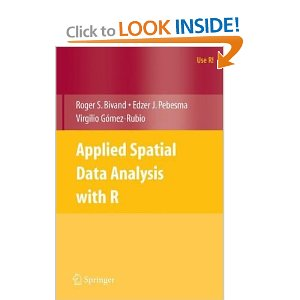 Click to LOOK INSIDE!
Use R!
Roger S. Bivand · Edzer J. Pebesma
Virgilio Gómez-Rubio
Applied Spatial
Data Analysis
with R
Springer